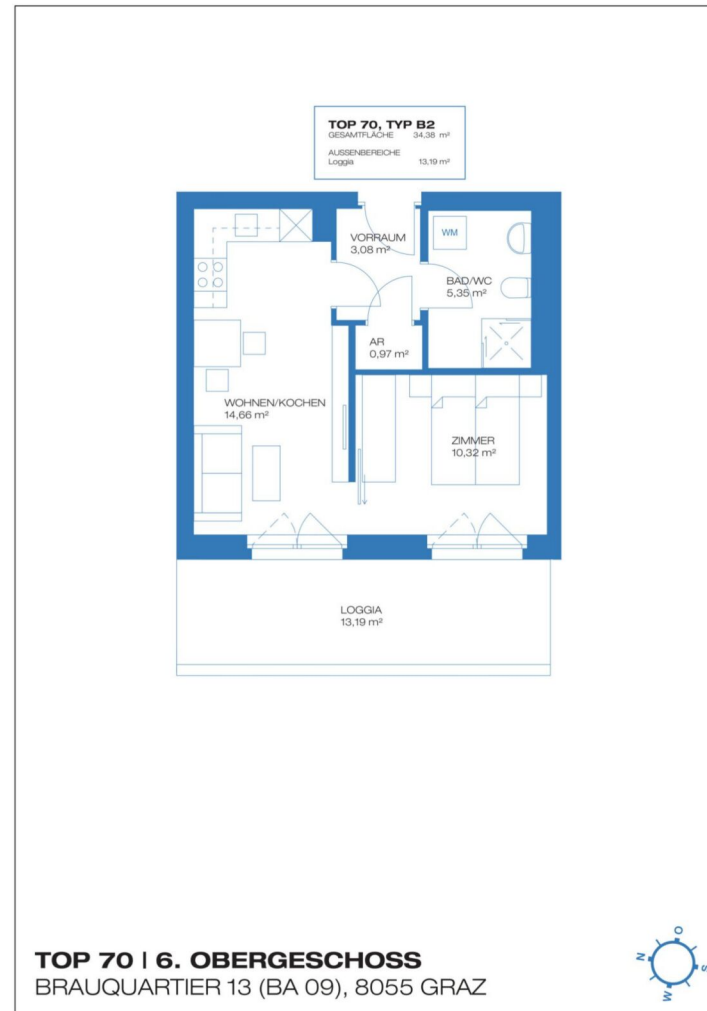 TOP 70, TYP B2
GESAMTFLÄCHE 34,38 m²
AUSSENBEREICHE
Loggia 13,19 m²
VORRAUM
3,08 m²
WM
BAD/WC
5,35 m²
AR
0,97 m²
WOHNEN/KOCHEN
14,66 m²
ZIMMER
10,32 m²
LOGGIA
13,19 m²
TOP 70 | 6. OBERGESCHOSS
BRAUQUARTIER 13 (BA 09), 8055 GRAZ
O
N
S
W